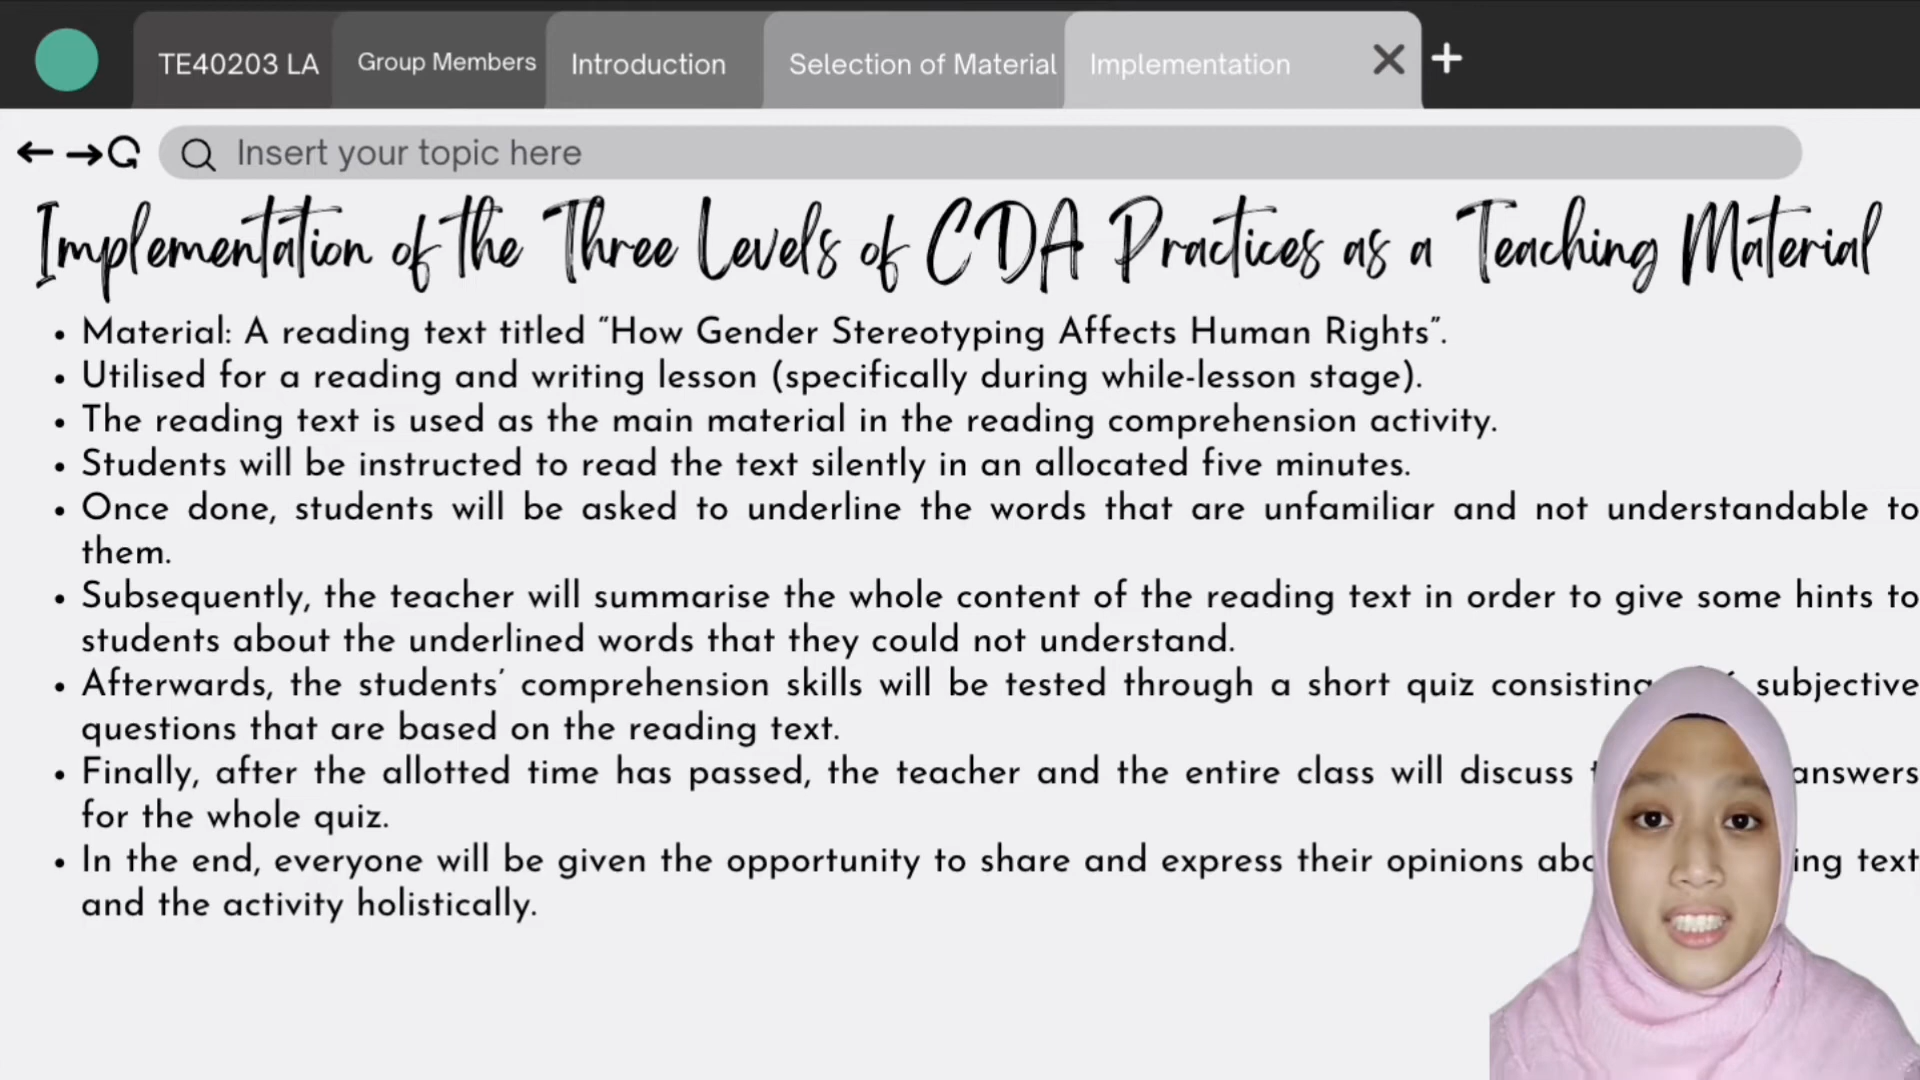 TE40203 LA
Group Members
Introduction
Selection of Material
Implementation
Insert your topic here
Implementation of the Three Levels of CDA Practices as a Teaching Material
• Material: A reading text titled “How Gender Stereotyping Affects Human Rights”.
• Utilised for a reading and writing lesson (specifically during while-lesson stage).
• The reading text is used as the main material in the reading comprehension activity.
• Students will be instructed to read the text silently in an allocated five minutes.
• Once done, students will be asked to underline the words that are unfamiliar and not understandable to
them.
• Subsequently, the teacher will summarise the whole content of the reading text in order to give some hints to
students about the underlined words that they could not understand.
• Afterwards, the students’ comprehension skills will be tested through a short quiz consisting subjective
questions that are based on the reading text.
• Finally, after the allotted time has passed, the teacher and the entire class will discuss answers
for the whole quiz.
• In the end, everyone will be given the opportunity to share and express their opinions text
and the activity holistically.